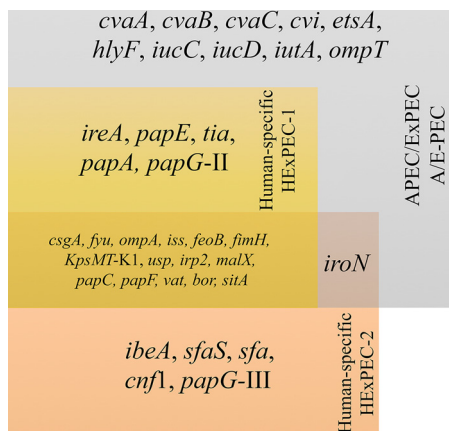 cvaA, cvaB, cvaC, cvi, etsA,
hlyF, iucC, iucD, iutA, ompT
APEC/ExPEC
A/E-PEC
ireA, papE, tia,
papA, papG-II
Human-specific
HExPEC-1
csgA, fyu, ompA, iss, feoB, fimH,
KpsMT-K1, usp, irp2, malX,
papC, papF, vat, bor, sitA
iroN
ibeA, sfaS, sfa,
cnf1, papG-III
Human-specific
HExPEC-2